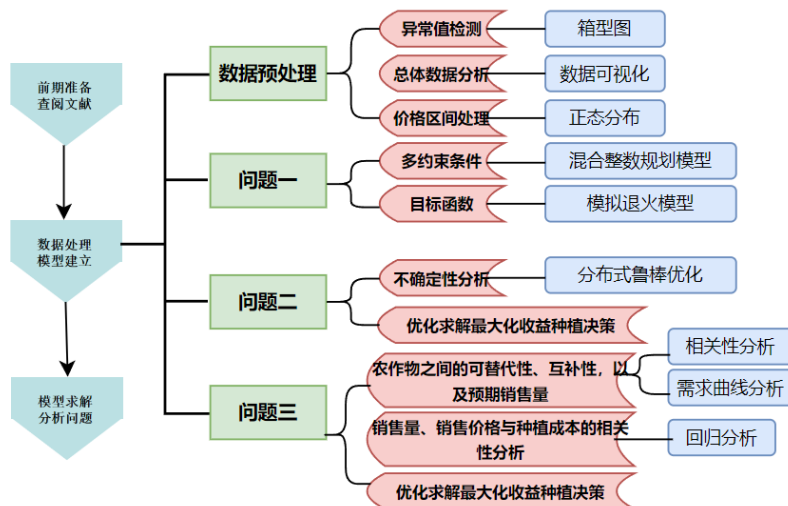 前期准备
查阅文献
数据处理
模型建立
模型求解
分析问题
数据预处理
异常值检测
箱型图
总体数据分析
数据可视化
价格区间处理
正态分布
问题一
多约束条件
混合整数规划模型
目标函数
模拟退火模型
问题二
不确定性分析
分布式鲁棒优化
优化求解最大化收益种植决策
问题三
农作物之间的可替代性、互补性，以
及预期销售量
相关性分析
需求曲线分析
销售量、销售价格与种植成本的相关
性分析
回归分析
优化求解最大化收益种植决策